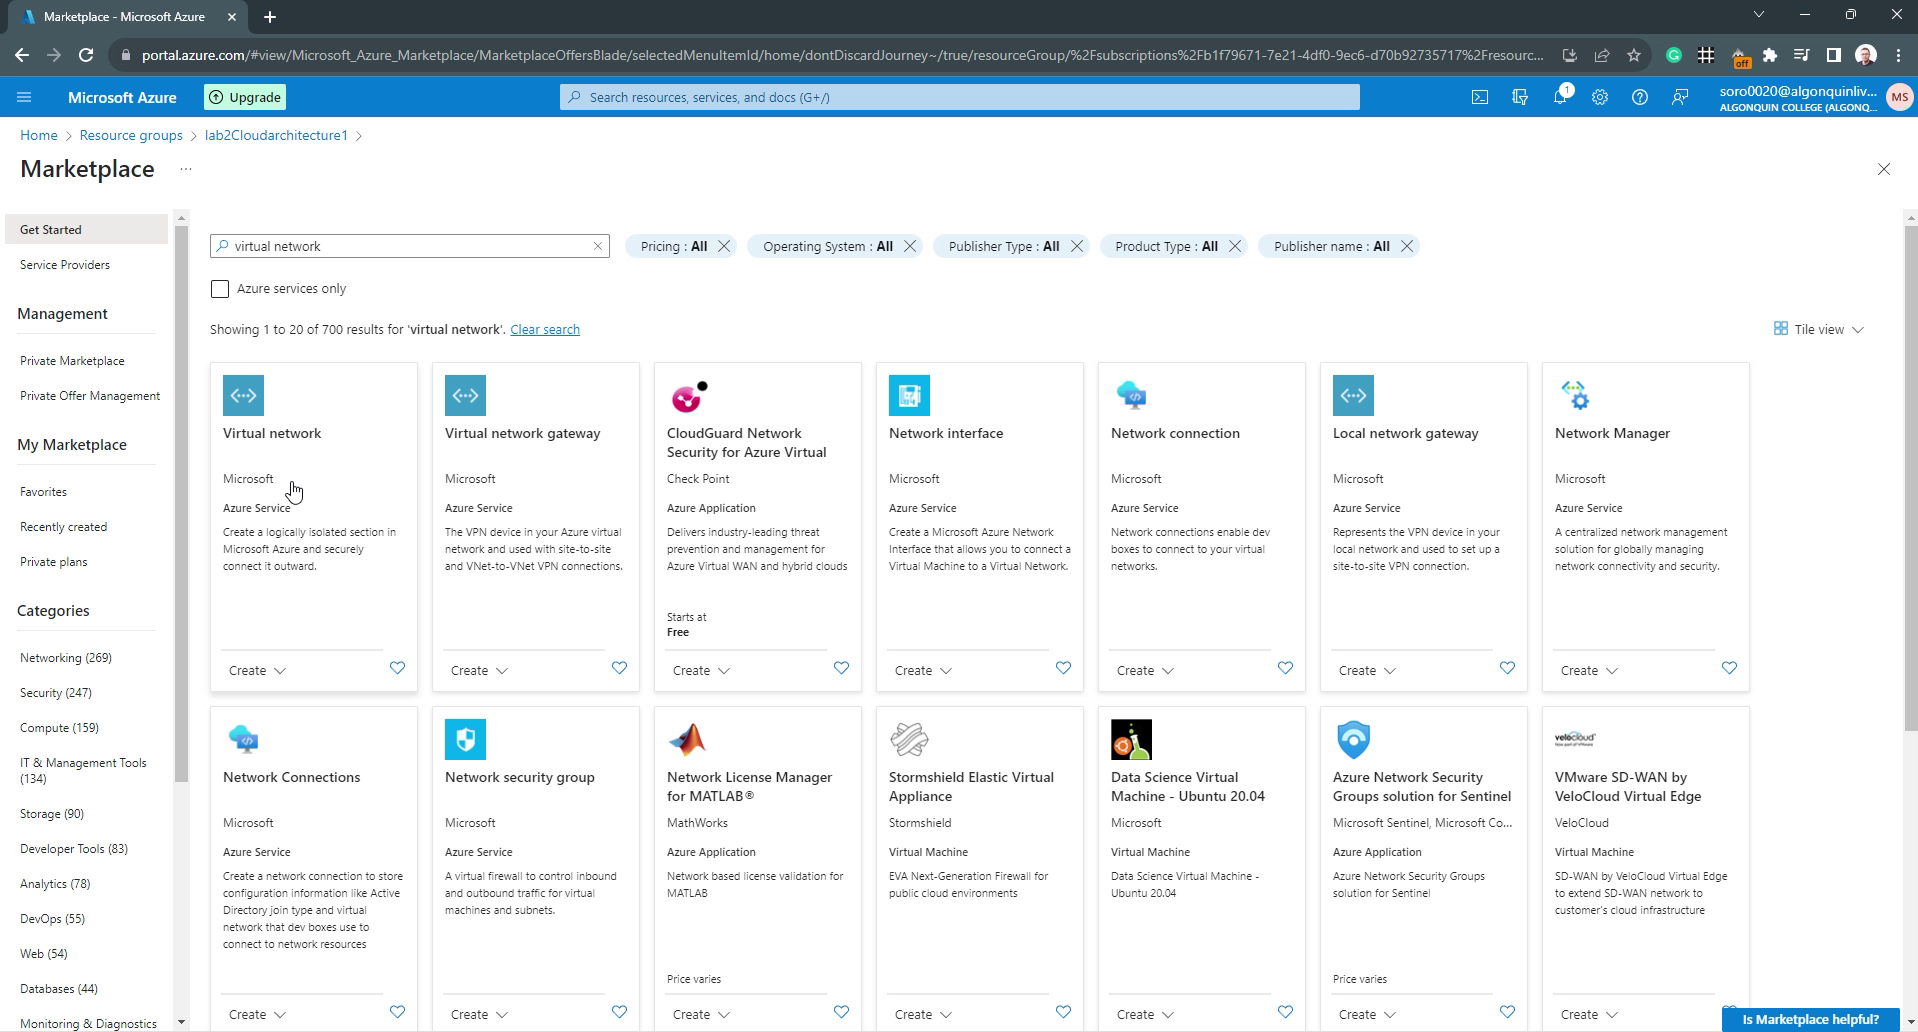 Marketplace - Microsoft Azure
portal.azure.com/#view/Microsoft_Azure_Marketplace/MarketplaceOffersBlade/selectedMenuItemId/home/dontDiscardJourney~/true/resourceGroup/%2Fsubscriptions%2Fb1f79671-7e21-4df0-9ec6-d70b92735717%2Fresourc...
off
Microsoft Azure
Upgrade
Search resources, services, and docs (G+/)
1
soro0020@algonquinliv...
ALGONQUIN COLLEGE (ALGONQ...
MS
Home > Resource groups > lab2Cloudarchitecture1 >
Marketplace ...
Get Started
Service Providers
Management
Private Marketplace
Private Offer Management
My Marketplace
Favorites
Recently created
Private plans
Categories
Networking (269)
Security (247)
Compute (159)
IT & Management Tools
(134)
Storage (90)
Developer Tools (83)
Analytics (78)
DevOps (55)
Web (54)
Databases (44)
Monitoring & Diagnostics
virtual network
Pricing : All
Operating System : All
Publisher Type : All
Product Type : All
Publisher name : All
Azure services only
Showing 1 to 20 of 700 results for 'virtual network'. Clear search
Tile view
Virtual network
Microsoft
Azure Service
Create a logically isolated section in
Microsoft Azure and securely
connect it outward.
Create
Virtual network gateway
Microsoft
Azure Service
The VPN device in your Azure virtual
network and used with site-to-site
and VNet-to-VNet VPN connections.
Create
CloudGuard Network
Security for Azure Virtual
Check Point
Azure Application
Delivers industry-leading threat
prevention and management for
Azure Virtual WAN and hybrid clouds
Starts at
Free
Create
Network interface
Microsoft
Azure Service
Create a Microsoft Azure Network
Interface that allows you to connect a
Virtual Machine to a Virtual Network.
Create
Network connection
Microsoft
Azure Service
Network connections enable dev
boxes to connect to your virtual
networks.
Create
Local network gateway
Microsoft
Azure Service
Represents the VPN device in your
local network and used to set up a
site-to-site VPN connection.
Create
Network Manager
Microsoft
Azure Service
A centralized network management
solution for globally managing
network connectivity and security.
Create
Network Connections
Microsoft
Azure Service
Create a network connection to store
configuration information like Active
Directory join type and virtual
network that dev boxes use to
connect to network resources
Create
Network security group
Microsoft
Azure Service
A virtual firewall to control inbound
and outbound traffic for virtual
machines and subnets.
Create
Network License Manager
for MATLAB®
MathWorks
Azure Application
Network based license validation for
MATLAB
Price varies
Create
Stormshield Elastic Virtual
Appliance
Stormshield
Virtual Machine
EVA Next-Generation Firewall for
public cloud environments
Create
Data Science Virtual
Machine - Ubuntu 20.04
Microsoft
Virtual Machine
Data Science Virtual Machine -
Ubuntu 20.04
Create
Azure Network Security
Groups solution for Sentinel
Microsoft Sentinel, Microsoft Co...
Azure Application
Azure Network Security Groups
solution for Sentinel
Price varies
Create
velocloud
VMware SD-WAN by
VeloCloud Virtual Edge
VeloCloud
Virtual Machine
SD-WAN by VeloCloud Virtual Edge
to extend SD-WAN network to
customer's cloud infrastructure
Create
Is Marketplace helpful?